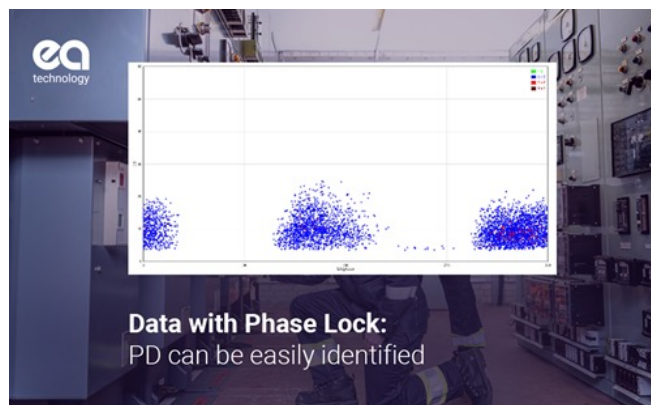 ea
technology
Data with Phase Lock:
PD can be easily identified